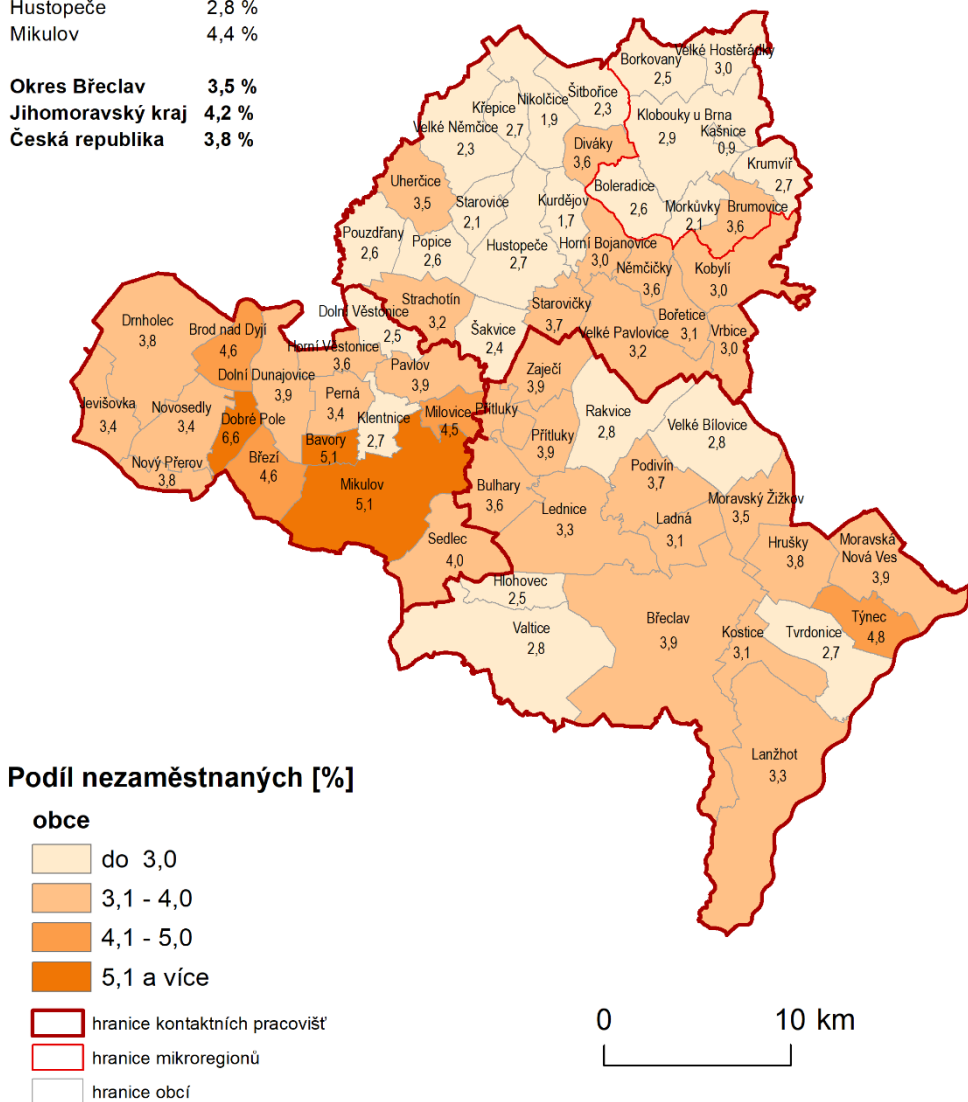 Hustopeče 2,8 %
Mikulov 4,4 %
Okres Břeclav 3,5 %
Jihomoravský kraj 4,2 %
Česká republika 3,8 %
Borkovany
2,5
Velké Hostěrádky
3,0
Šitbořice
2,3
Nikolčice
1,9
Křepice
2,7
Velké Němčice
2,3
Klobouky u Brna
2,9
Kašnice
0,9
Diváky
3,6
Krumvíř
2,7
Uherčice
3,5
Boleradice
2,6
Morkůvky
2,1
Brumovice
3,6
Starovice
2,1
Kurdějov
1,7
Pouzdřany
2,6
Popice
2,6
Hustopeče
2,7
Horní Bojanovice
3,0
Němčičky
3,6
Kobylí
3,0
Strachotín
3,2
Starovičky
3,7
Dolní Věstonice
2,5
Šakvice
2,4
Velké Pavlovice
3,2
Bořetice
3,1
Vrbice
3,0
Drnholec
3,8
Brod nad Dyjí
4,6
Horní Věstonice
3,6
Pavlov
3,9
Zaječí
3,9
Dolní Dunajovice
3,9
Perná
3,4
Klentnice
2,7
Milovice
4,5
Přítluky
Přítluky
3,9
Rakvice
2,8
Velké Bílovice
2,8
Jevišovka
3,4
Novosedly
3,4
Dobré Pole
6,6
Bavory
5,1
Nový Přerov
3,8
Březí
4,6
Mikulov
5,1
Bulhary
3,6
Lednice
3,3
Podivín
3,7
Ladná
3,1
Moravský Žižkov
3,5
Hrušky
3,8
Moravská
Nová Ves
3,9
Sedlec
4,0
Hlohovec
2,5
Valtice
2,8
Břeclav
3,9
Kostice
3,1
Tvrdonice
2,7
Týnec
4,8
Lanžhot
3,3
Podíl nezaměstnaných [%]
obce
do 3,0
3,1 - 4,0
4,1 - 5,0
5,1 a více
hranice kontaktních pracovišť
hranice mikroregionů
hranice obcí
0 10 km